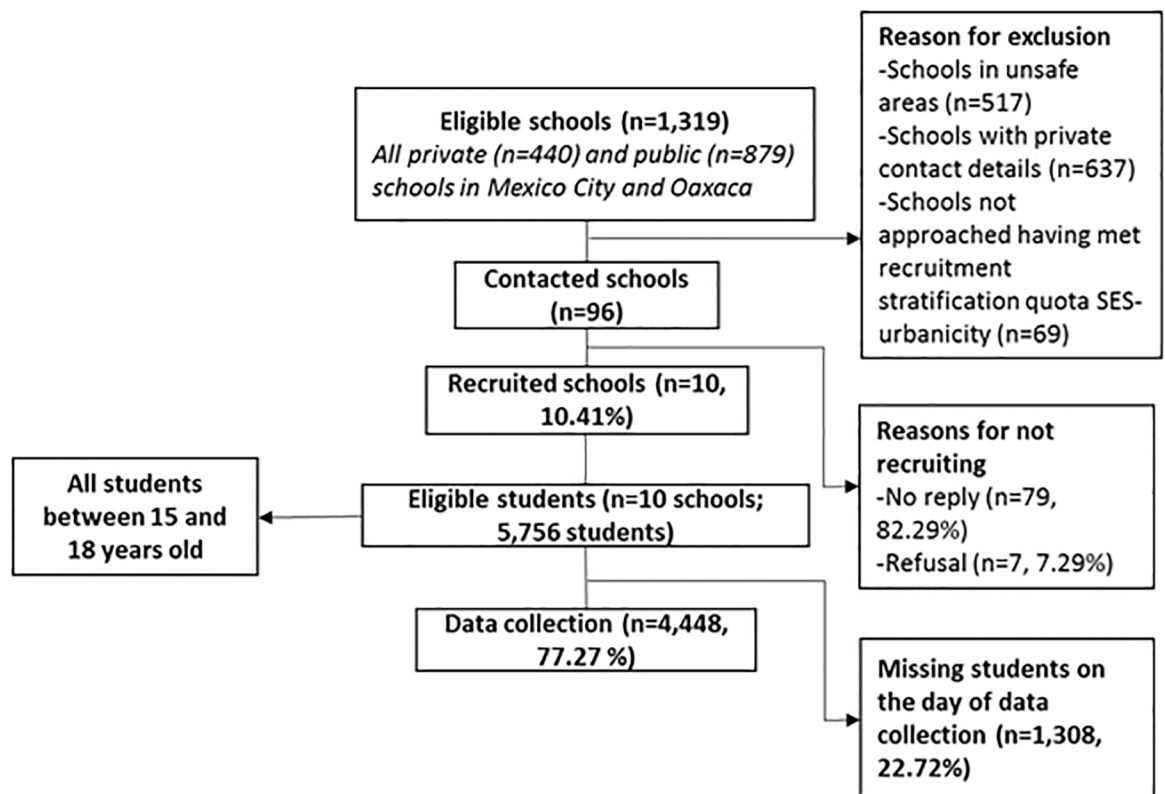 Eligible schools (n=1,319)
All private (n=440) and public (n=879)
schools in Mexico City and Oaxaca
Reason for exclusion
-Schools in unsafe
areas (n=517)
-Schools with private
contact details (n=637)
-Schools not
approached having met
recruitment
stratification quota SES-
urbanicity (n=69)
Contacted schools
(n=96)
Recruited schools (n=10,
10.41%)
Reasons for not
recruiting
-No reply (n=79,
82.29%)
-Refusal (n=7, 7.29%)
All students
between 15 and
18 years old
Eligible students (n=10 schools;
5,756 students)
Data collection (n=4,448,
77.27 %)
Missing students on
the day of data
collection (n=1,308,
22.72%)